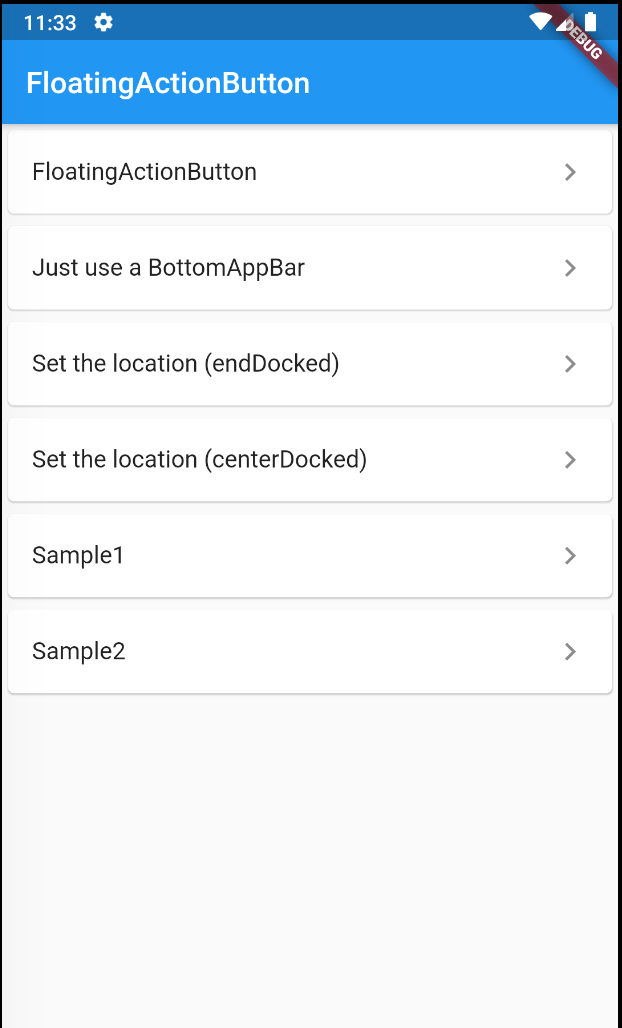 11:33
DEBUG
FloatingActionButton
FloatingActionButton
Just use a BottomAppBar
Set the location (endDocked)
Set the location (centerDocked)
Sample1
Sample2